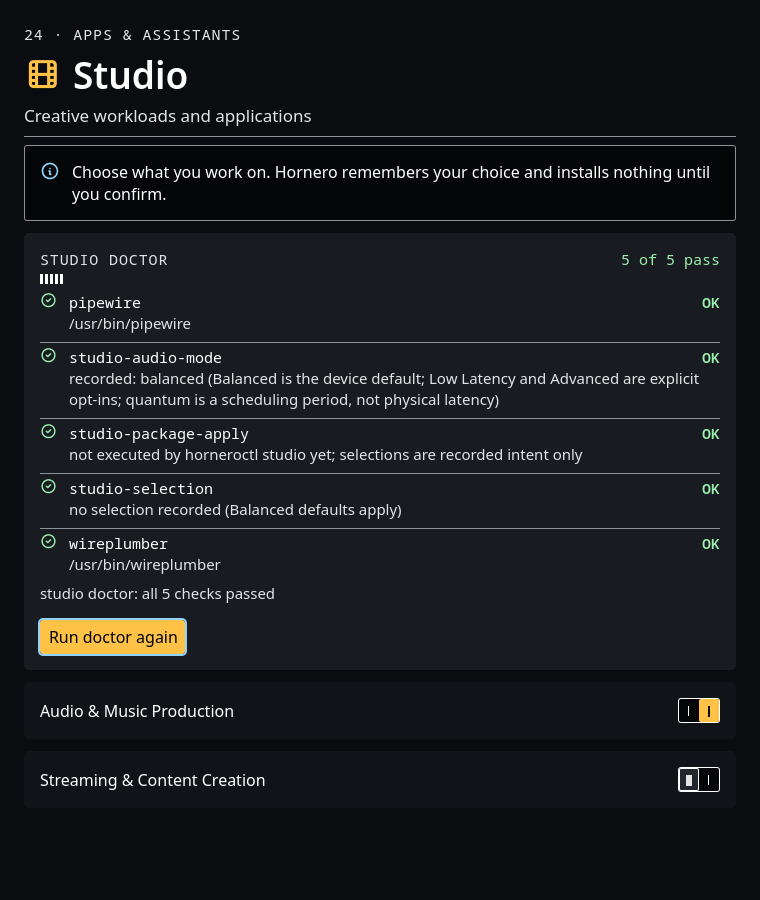 24 · APPS & ASSISTANTS
Studio
Creative workloads and applications
Choose what you work on. Hornero remembers your choice and installs nothing until
you confirm.
STUDIO DOCTOR
5 of 5 pass
pipewire
OK
/usr/bin/pipewire
studio-audio-mode
OK
recorded: balanced (Balanced is the device default; Low Latency and Advanced are explicit
opt-ins; quantum is a scheduling period, not physical latency)
studio-package-apply
OK
not executed by horneroctl studio yet; selections are recorded intent only
studio-selection
OK
no selection recorded (Balanced defaults apply)
wireplumber
OK
/usr/bin/wireplumber
studio doctor: all 5 checks passed
Run doctor again
Audio & Music Production
Streaming & Content Creation